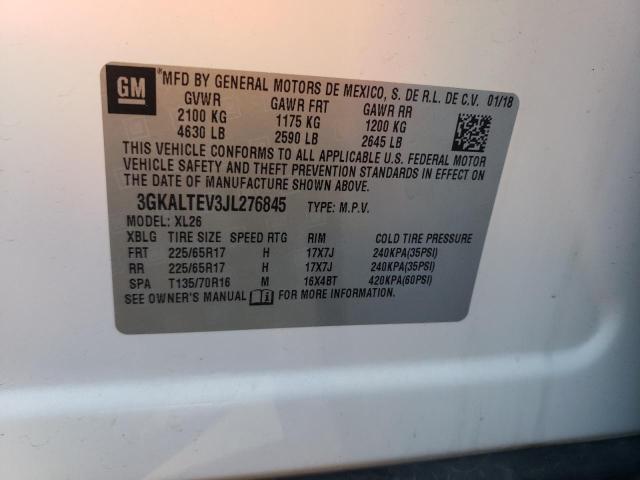 GM
MFD BY GENERAL MOTORS DE MEXICO, S. DE R.L. DE C.V. 01/18
GVWR GAWR FRT GAWR RR
2100 KG 1175 KG 1200 KG
4630 LB 2590 LB 2645 LB
THIS VEHICLE CONFORMS TO ALL APPLICABLE U.S. FEDERAL MOTOR
VEHICLE SAFETY AND THEFT PREVENTION STANDARDS IN EFFECT ON
THE DATE OF MANUFACTURE SHOWN ABOVE.
3GKALTEV3JL276845 TYPE: M.P.V.
MODEL: XL26
XBLG TIRE SIZE SPEED RTG RIM COLD TIRE PRESSURE
FRT 225/65R17 H 17X7J 240KPA(35PSI)
RR 225/65R17 H 17X7J 240KPA(35PSI)
SPA T135/70R16 M 16X4BT 420KPA(60PSI)
SEE OWNER'S MANUAL FOR MORE INFORMATION.